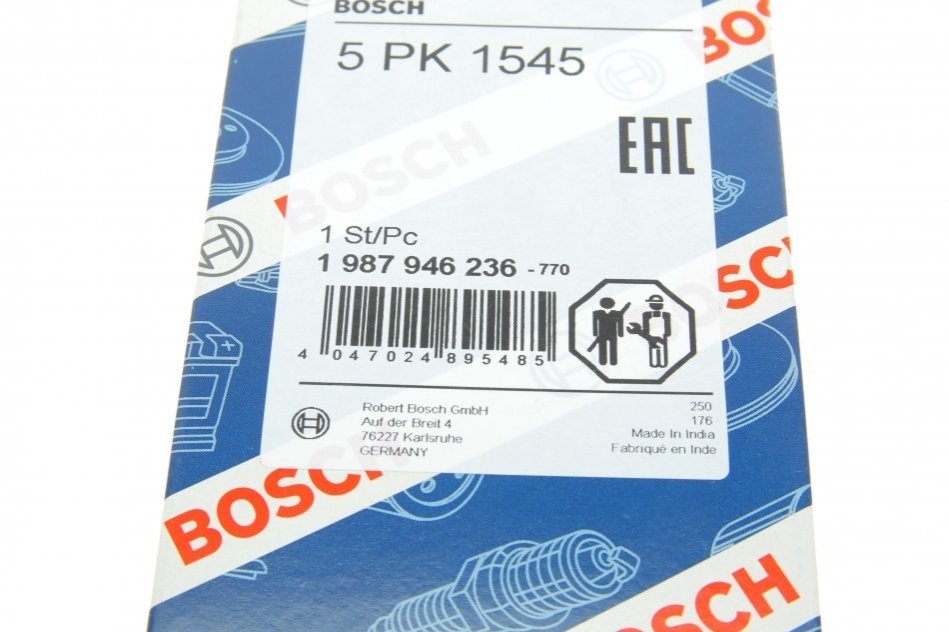 BOSCH
5 PK 1545
EAC
BOSCH
BOSCH
1 St/Pc
1 987 946 236 - 770
4 047024 895485
BOSCH
Robert Bosch GmbH
Auf der Breit 4
76227 Karlsruhe
GERMANY
250
176
Made In India
Fabriqué en Inde
BOSCH
BOSCH